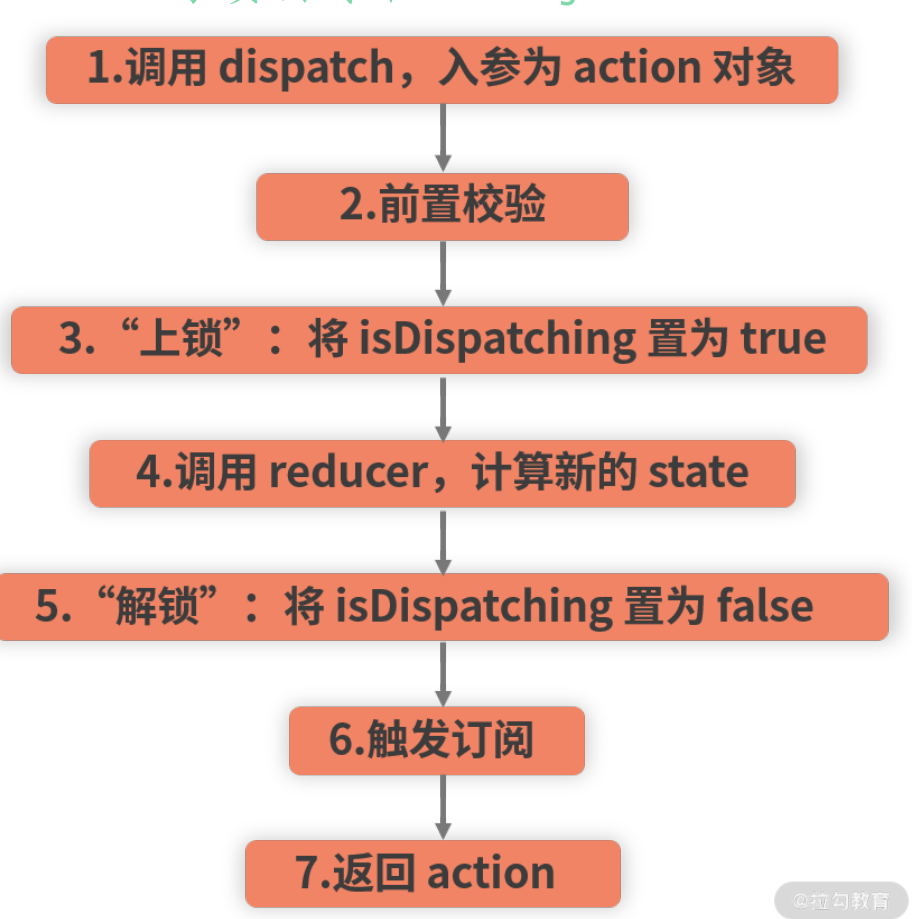 1.调用 dispatch，入参为 action 对象
2.前置校验
3.“上锁”：将 isDispatching 置为 true
4.调用 reducer，计算新的 state
5.“解锁”：将 isDispatching 置为 false
6.触发订阅
7.返回 action
@拉勾教育